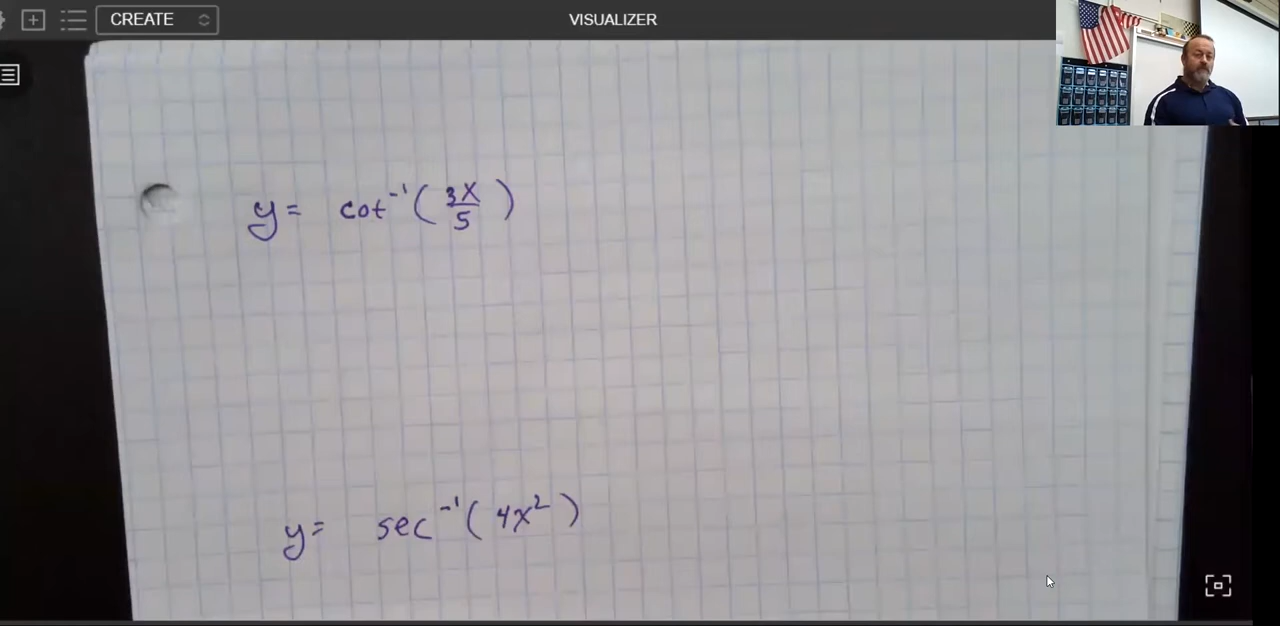 CREATE VISUALIZER
y = cot⁻¹(3x/5)
y = sec⁻¹(4x²)